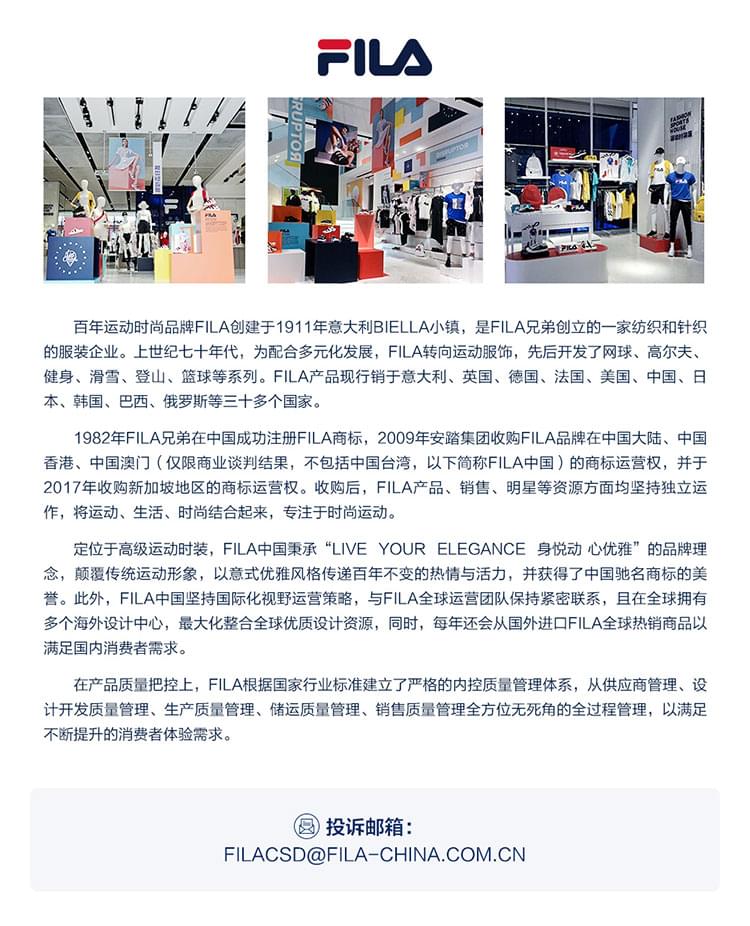 FILA
DISRUPTOR
FILA
FILA
FASHION
SPORTS
HOUSE
FILA
FILA
百年运动时尚品牌FILA创建于1911年意大利BIELLA小镇，是FILA兄弟创立的一家纺织和针织
的服装企业。上世纪七十年代，为配合多元化发展，FILA转向运动服饰，先后开发了网球、高尔夫、
健身、滑雪、登山、篮球等系列。FILA产品现行销于意大利、英国、德国、法国、美国、中国、日
本、韩国、巴西、俄罗斯等三十多个国家。
1982年FILA兄弟在中国成功注册FILA商标，2009年安踏集团收购FILA品牌在中国大陆、中国
香港、中国澳门（仅限商业谈判结果，不包括中国台湾，以下简称FILA中国）的商标运营权，并于
2017年收购新加坡地区的商标运营权。收购后，FILA产品、销售、明星等资源方面均坚持独立运
作，将运动、生活、时尚结合起来，专注于时尚运动。
定位于高级运动时装，FILA中国秉承“LIVE YOUR ELEGANCE 身悦动 心优雅”的品牌理
念，颠覆传统运动形象，以意式优雅风格传递百年不变的热情与活力，并获得了中国驰名商标的美
誉。此外，FILA中国坚持国际化视野运营策略，与FILA全球运营团队保持紧密联系，且在全球拥有
多个海外设计中心，最大化整合全球优质设计资源，同时，每年还会从国外进口FILA全球热销商品以
满足国内消费者需求。
在产品质量把控上，FILA根据国家行业标准建立了严格的内控质量管理体系，从供应商管理、设
计开发质量管理、生产质量管理、储运质量管理、销售质量管理全方位无死角的全过程管理，以满足
不断提升的消费者体验需求。
投诉邮箱：
FILACSD@FILA-CHINA.COM.CN